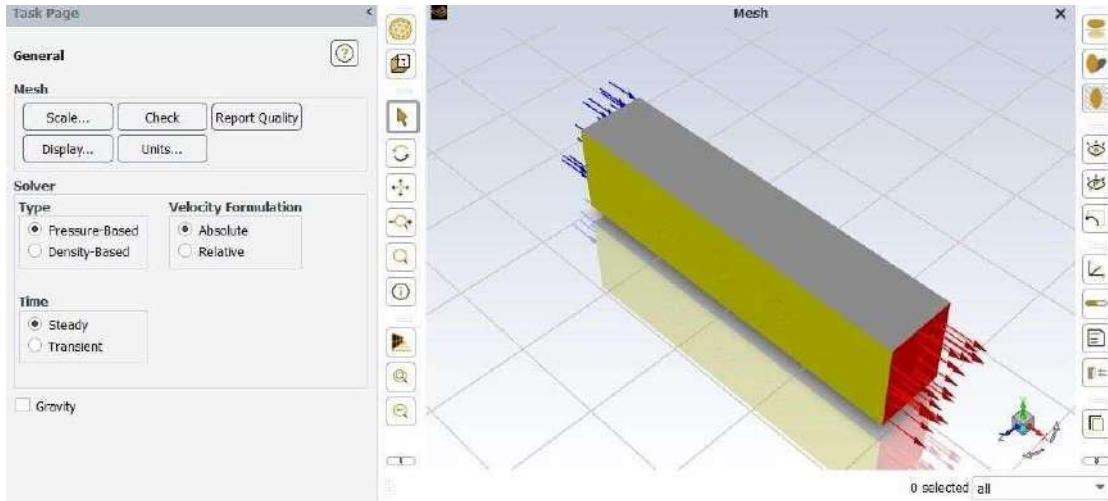 Task Page <
General
?
Mesh
Scale... Check Report Quality
Display... Units...
Solver
Type Velocity Formulation
Pressure-Based Absolute
Density-Based Relative
Time
Steady
Transient
Gravity
Mesh
0 selected all